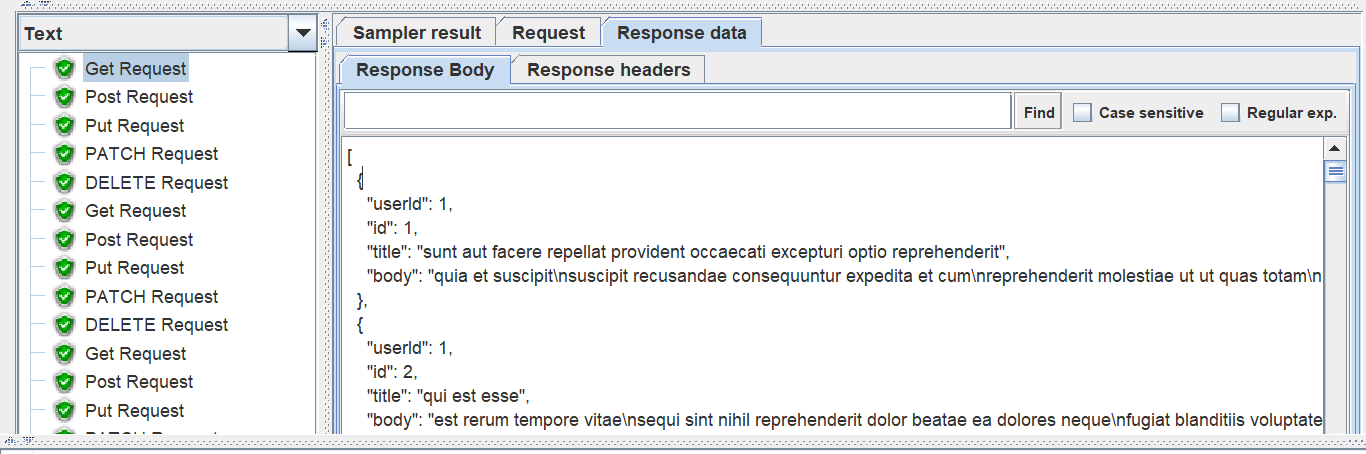 Text
Get Request
Post Request
Put Request
PATCH Request
DELETE Request
Get Request
Post Request
Put Request
PATCH Request
DELETE Request
Get Request
Post Request
Put Request
PATCH Request
Sampler result Request Response data
Response Body Response headers
Find Case sensitive Regular exp.
[
{
"userId": 1,
"id": 1,
"title": "sunt aut facere repellat provident occaecati excepturi optio reprehenderit",
"body": "quia et suscipit\nsuscipit recusandae consequuntur expedita et cum\nreprehenderit molestiae ut ut quas totam\n
},
{
"userId": 1,
"id": 2,
"title": "qui est esse",
"body": "est rerum tempore vitae\nsequi sint nihil reprehenderit dolor beatae ea dolores neque\nfugiat blanditiis voluptate